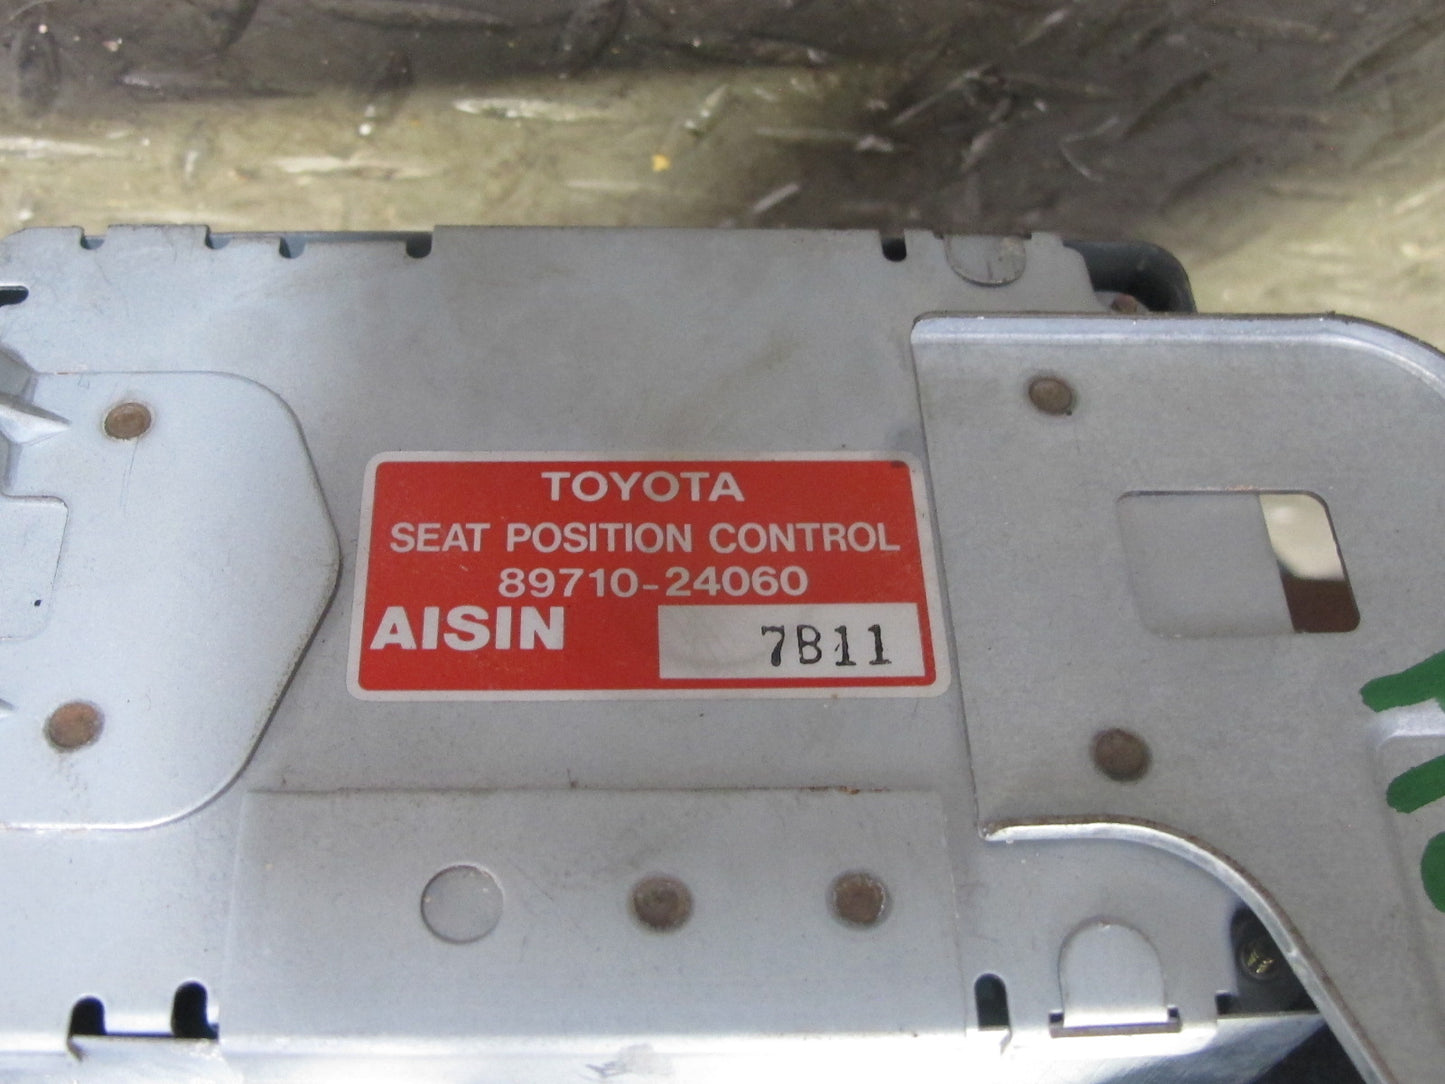 TOYOTA
SEAT POSITION CONTROL
89710-24060
AISIN
7B11